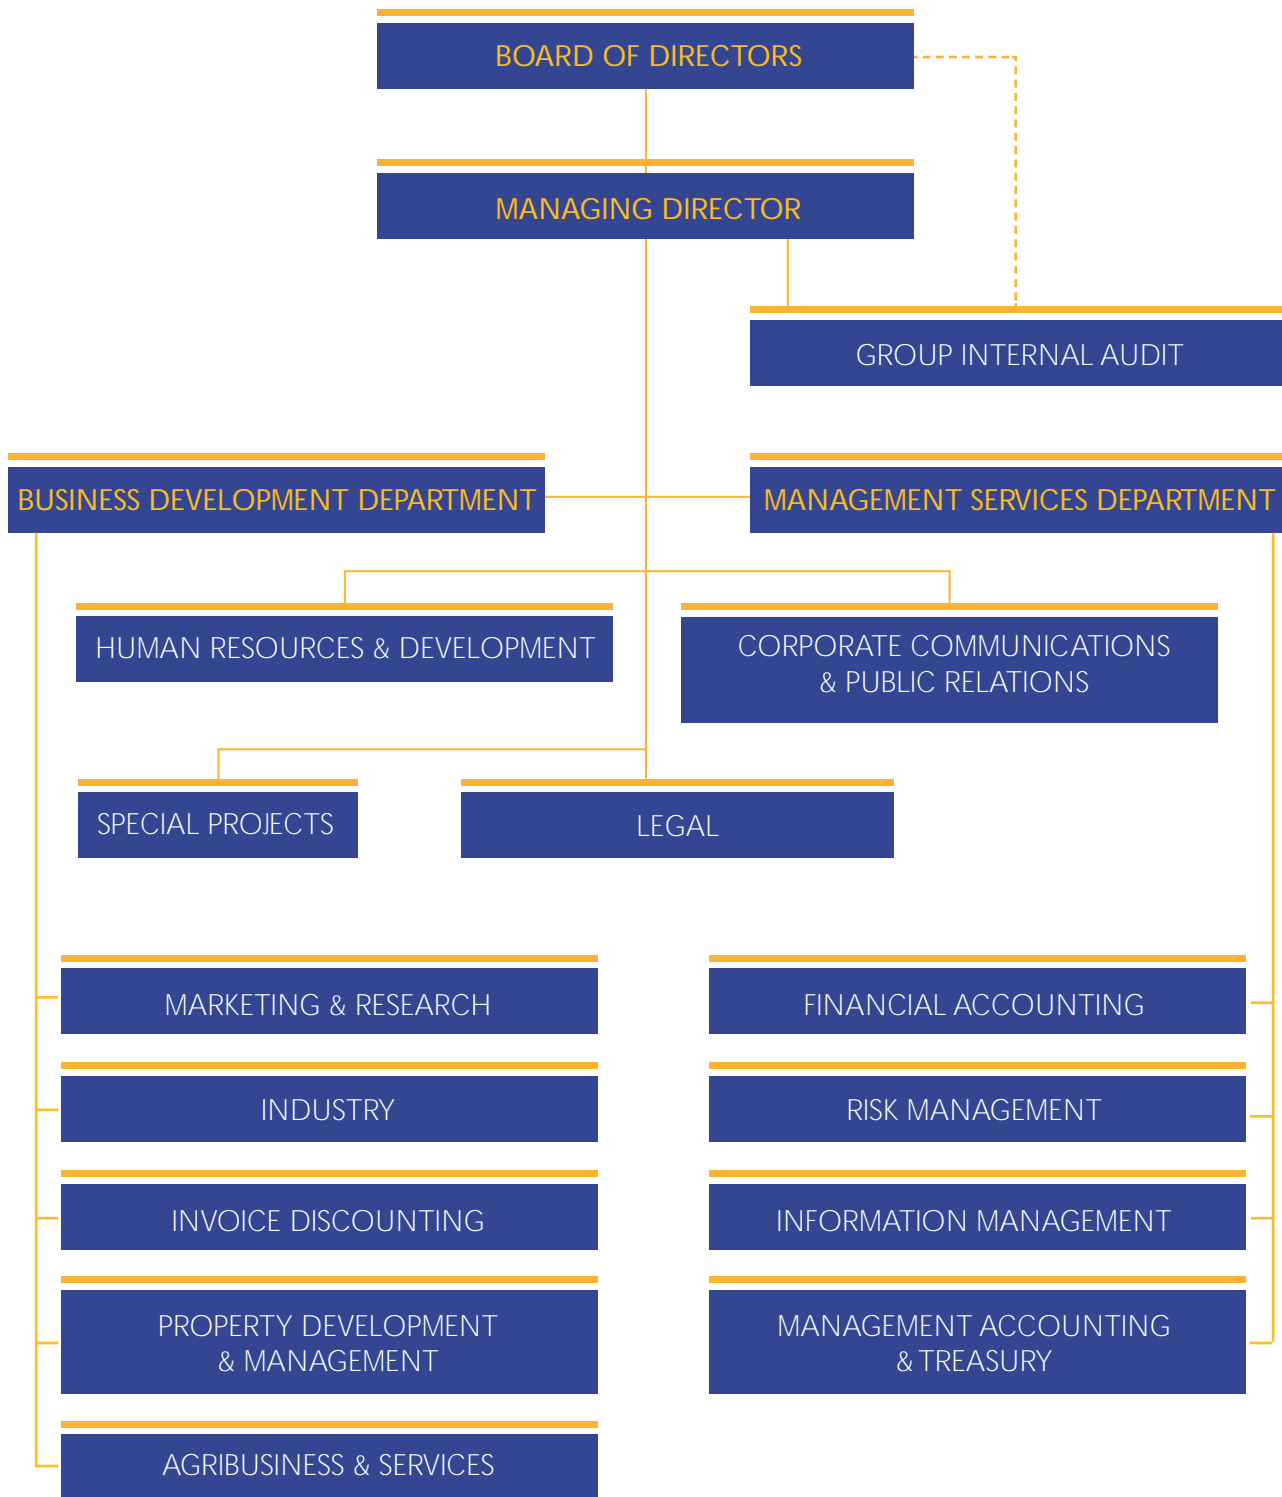 BOARD OF DIRECTORS
MANAGING DIRECTOR
GROUP INTERNAL AUDIT
BUSINESS DEVELOPMENT DEPARTMENT
MANAGEMENT SERVICES DEPARTMENT
HUMAN RESOURCES & DEVELOPMENT
CORPORATE COMMUNICATIONS
& PUBLIC RELATIONS
SPECIAL PROJECTS
LEGAL
MARKETING & RESEARCH
INDUSTRY
INVOICE DISCOUNTING
PROPERTY DEVELOPMENT
& MANAGEMENT
AGRIBUSINESS & SERVICES
FINANCIAL ACCOUNTING
RISK MANAGEMENT
INFORMATION MANAGEMENT
MANAGEMENT ACCOUNTING
& TREASURY